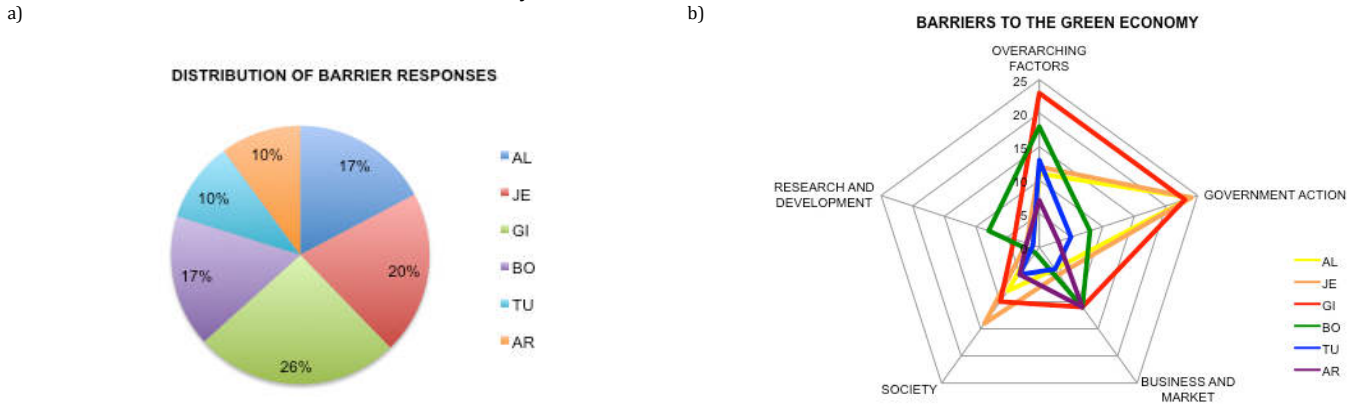 a)
DISTRIBUTION OF BARRIER RESPONSES
10%
17%
10%
17%
20%
26%
AL
JE
GI
BO
TU
AR
b)
BARRIERS TO THE GREEN ECONOMY
OVERARCHING
FACTORS
25
20
15
10
5
0
RESEARCH AND
DEVELOPMENT
GOVERNMENT ACTION
SOCIETY
BUSINESS AND
MARKET
AL
JE
GI
BO
TU
AR